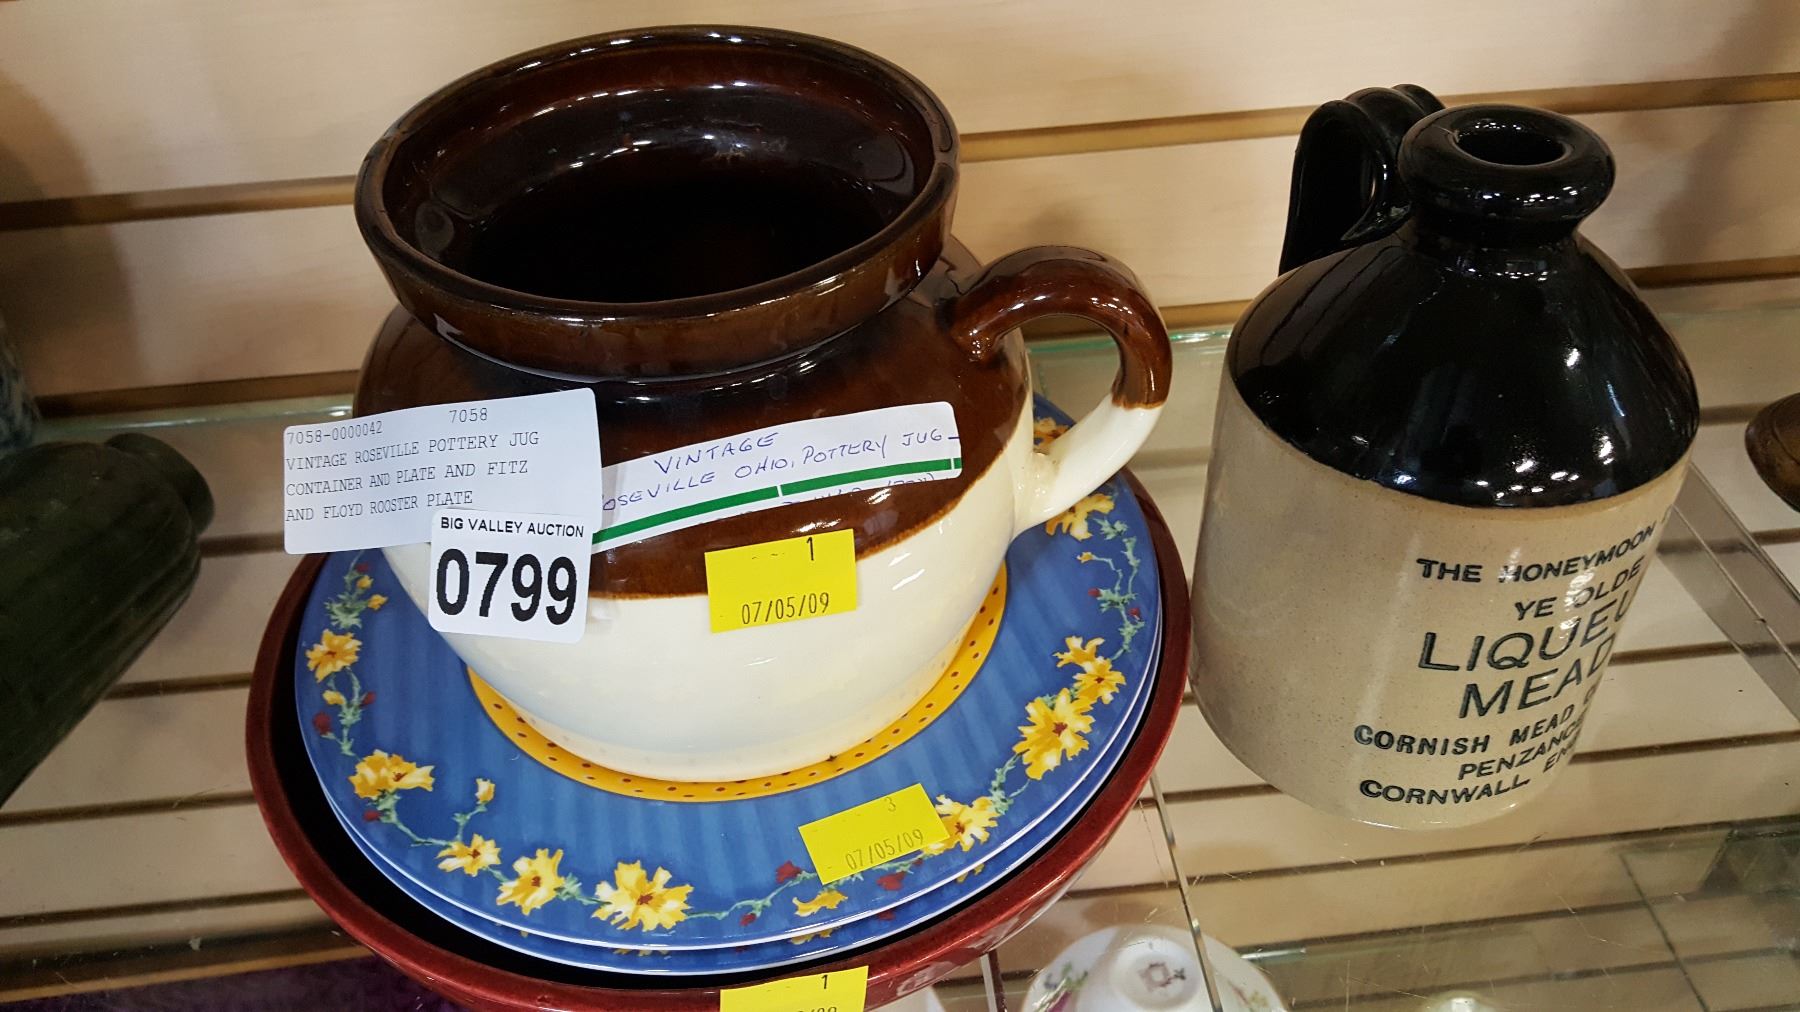 7058
7058-0000042
VINTAGE ROSEVILLE POTTERY JUG
CONTAINER AND PLATE AND FITZ
AND FLOYD ROOSTER PLATE
BIG VALLEY AUCTION
0799
VINTAGE
ROSEVILLE OHIO, POTTERY JUG
1
07/05/09
3
07/05/09
1
THE HONEYMOON
YE OLDE
LIQUEU
MEAD
CORNISH MEAD
PENZANCE
CORNWALL